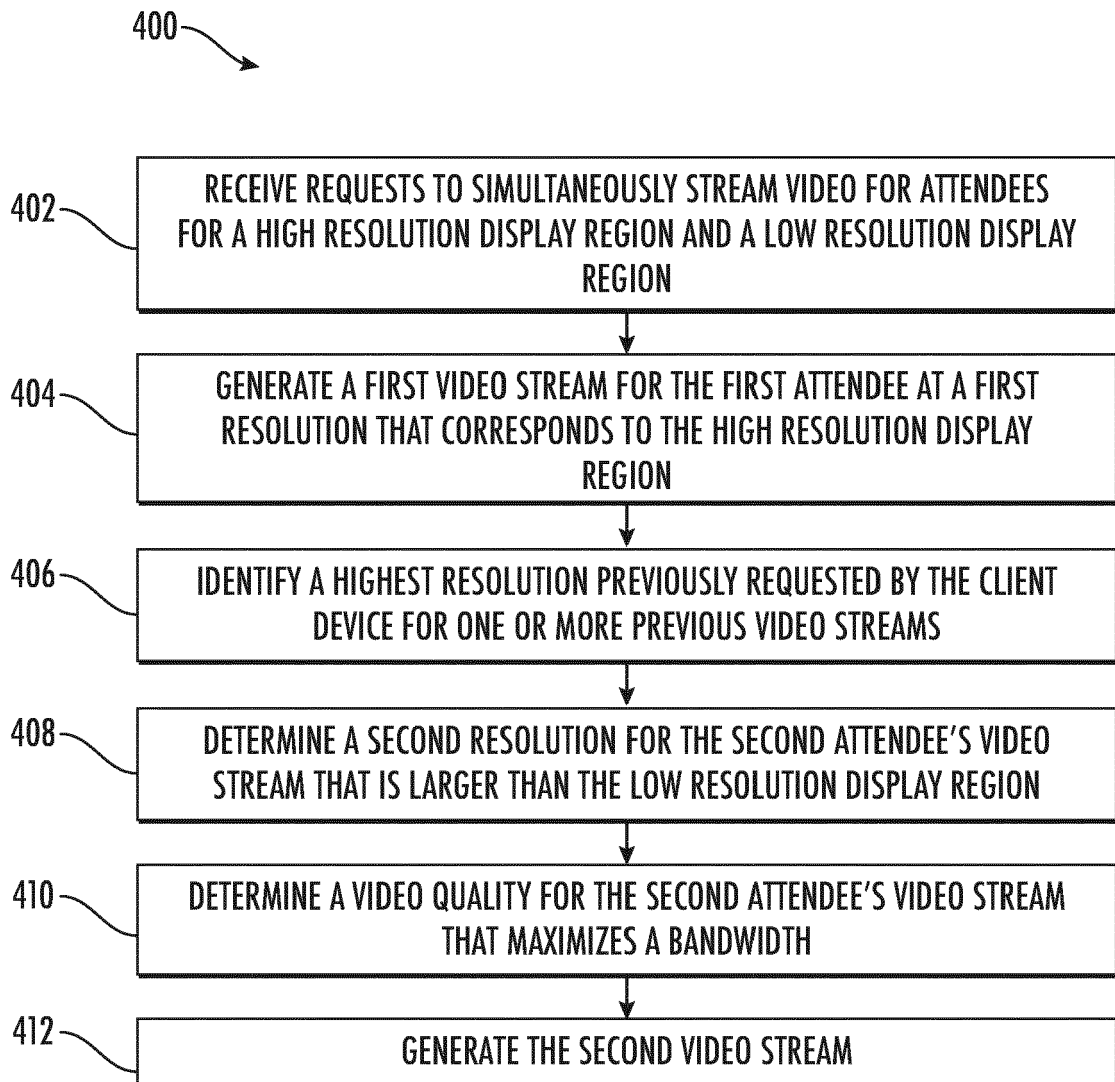 400
402
RECEIVE REQUESTS TO SIMULTANEOUSLY STREAM VIDEO FOR ATTENDEES
FOR A HIGH RESOLUTION DISPLAY REGION AND A LOW RESOLUTION DISPLAY
REGION
404
GENERATE A FIRST VIDEO STREAM FOR THE FIRST ATTENDEE AT A FIRST
RESOLUTION THAT CORRESPONDS TO THE HIGH RESOLUTION DISPLAY
REGION
406
IDENTIFY A HIGHEST RESOLUTION PREVIOUSLY REQUESTED BY THE CLIENT
DEVICE FOR ONE OR MORE PREVIOUS VIDEO STREAMS
408
DETERMINE A SECOND RESOLUTION FOR THE SECOND ATTENDEE'S VIDEO
STREAM THAT IS LARGER THAN THE LOW RESOLUTION DISPLAY REGION
410
DETERMINE A VIDEO QUALITY FOR THE SECOND ATTENDEE'S VIDEO STREAM
THAT MAXIMIZES A BANDWIDTH
412
GENERATE THE SECOND VIDEO STREAM